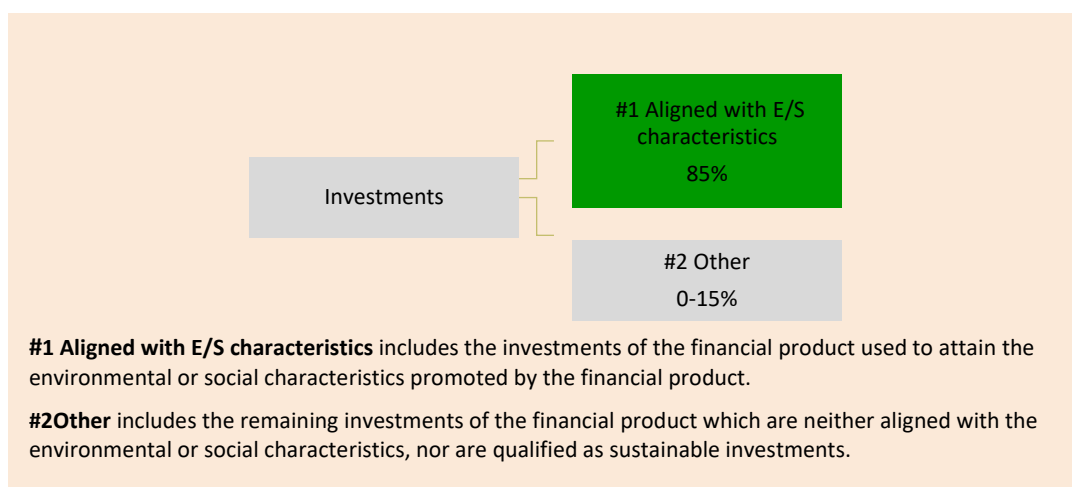 #1 Aligned with E/S
characteristics
85%
Investments
#2 Other
0-15%
#1 Aligned with E/S characteristics includes the investments of the financial product used to attain the
environmental or social characteristics promoted by the financial product.
#2Other includes the remaining investments of the financial product which are neither aligned with the
environmental or social characteristics, nor are qualified as sustainable investments.